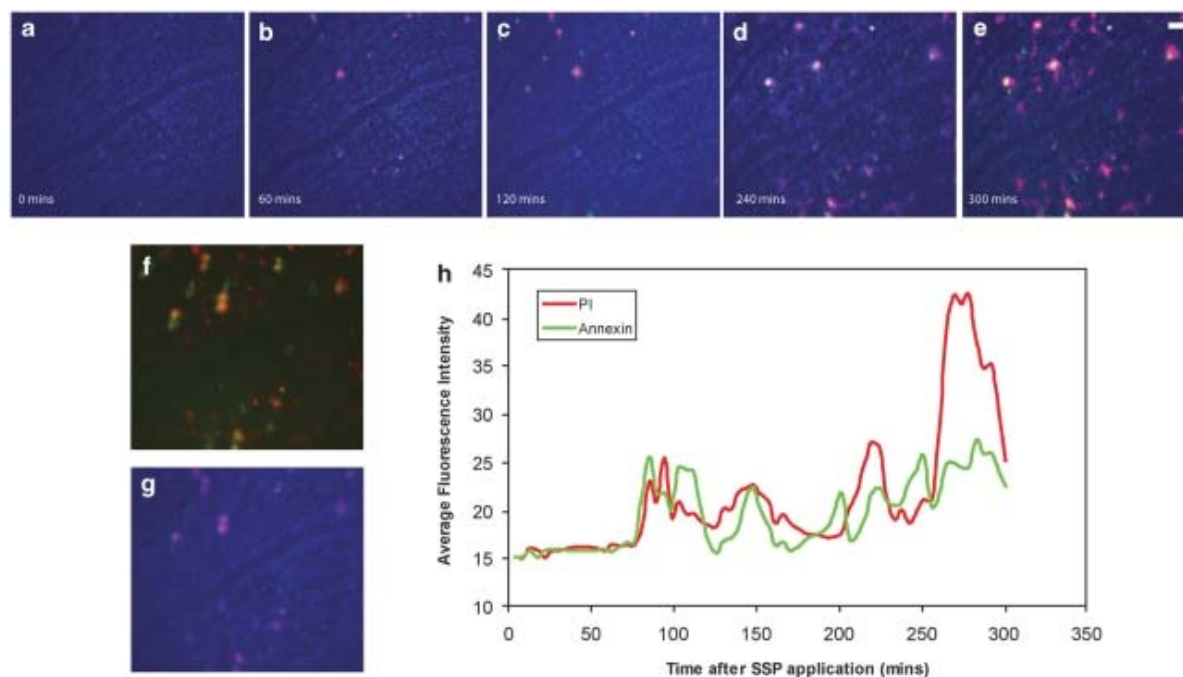 a
b
c
d
e
0 mins
60 mins
120 mins
240 mins
300 mins
f
g
h
45
40
35
30
25
20
15
10
PI
Annexin
Average Fluorescence Intensity
0 50 100 150 200 250 300 350
Time after SSP application (mins)